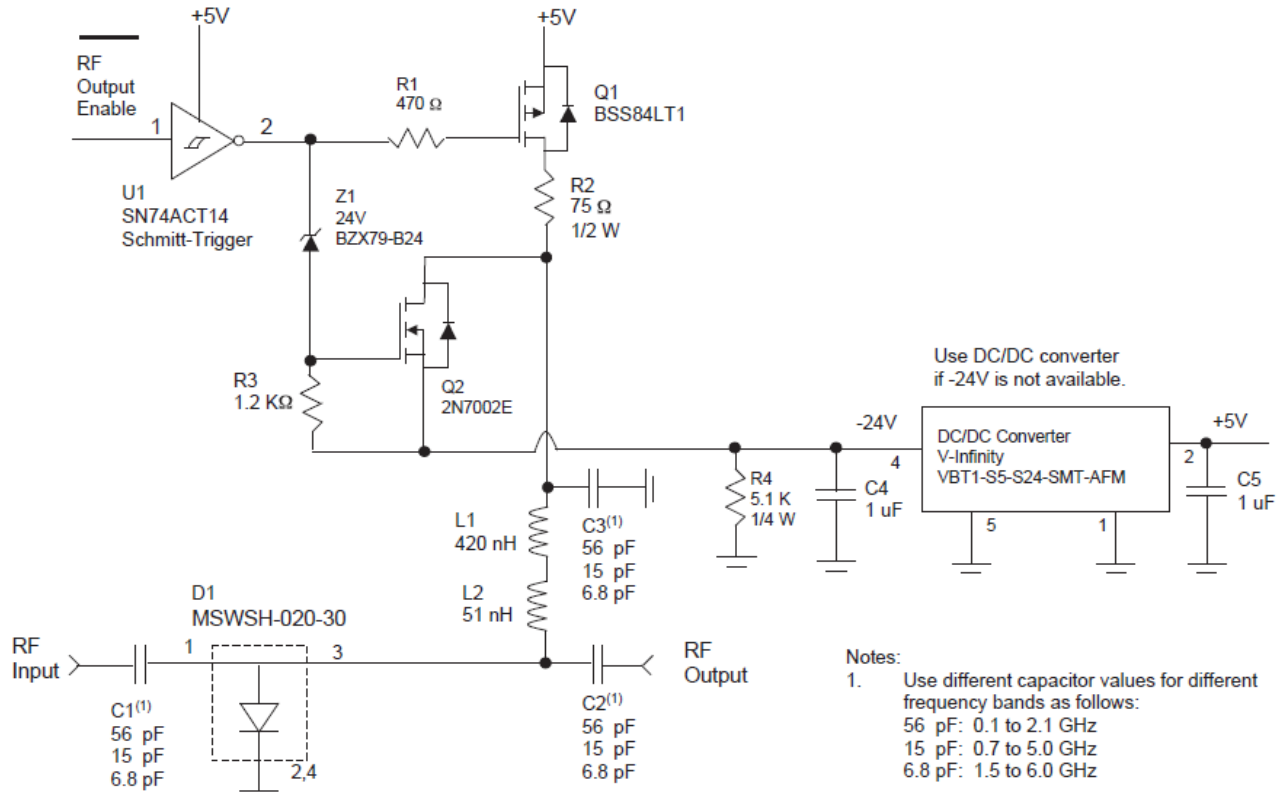 +5V
+5V
RF
Output
Enable
1
2
R1
470 Ω
Q1
BSS84LT1
U1
SN74ACT14
Schmitt-Trigger
Z1
24V
BZX79-B24
R2
75 Ω
1/2 W
R3
1.2 KΩ
Q2
2N7002E
Use DC/DC converter
if -24V is not available.
-24V
4
DC/DC Converter
V-Infinity
VBT1-S5-S24-SMT-AFM
+5V
2
5
1
R4
5.1 K
1/4 W
C4
1 uF
C5
1 uF
L1
420 nH
C3(1)
56 pF
15 pF
6.8 pF
L2
51 nH
D1
MSWSH-020-30
RF
Input
1
3
2,4
C1(1)
56 pF
15 pF
6.8 pF
RF
Output
C2(1)
56 pF
15 pF
6.8 pF
Notes:
1. Use different capacitor values for different
frequency bands as follows:
56 pF: 0.1 to 2.1 GHz
15 pF: 0.7 to 5.0 GHz
6.8 pF: 1.5 to 6.0 GHz